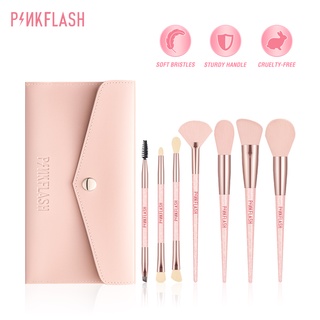 PINKFLASH
SOFT BRISTLES
STURDY HANDLE
CRUELTY-FREE
PINKFLASH